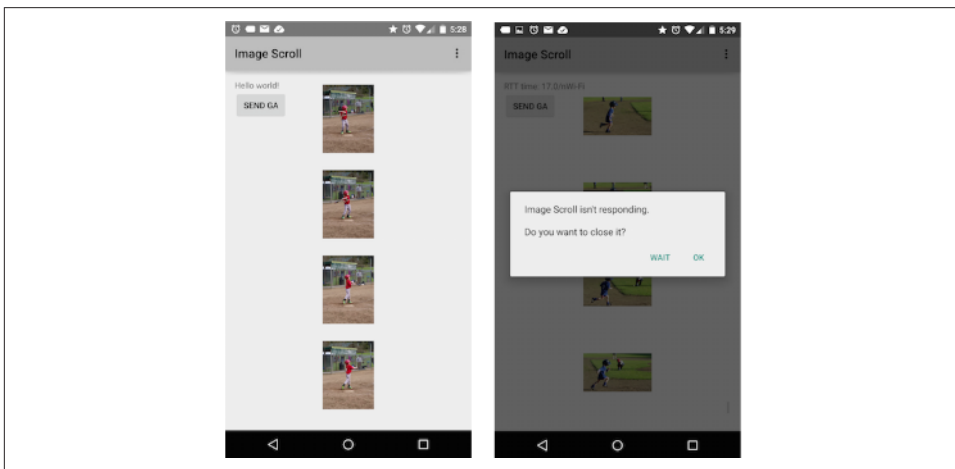 5:28
Image Scroll
Hello world!
SEND GA
5:29
Image Scroll
RTT time: 17.0/nWi-Fi
SEND GA
Image Scroll isn't responding.
Do you want to close it?
WAIT OK